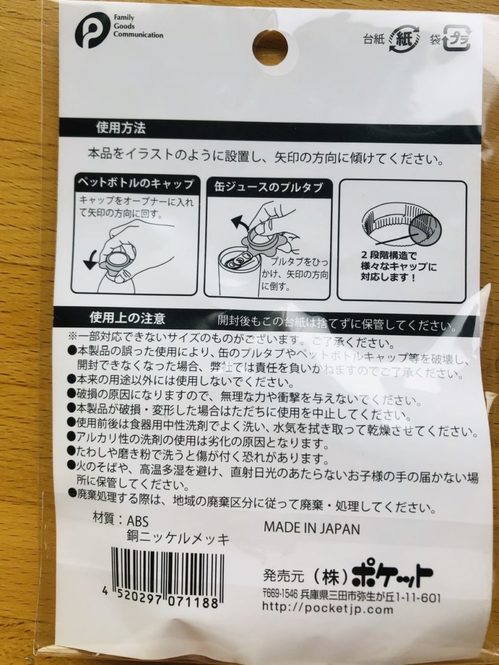 Family
Goods
Communication
台紙 紙 袋 プラ
使用方法
本品をイラストのように設置し、矢印の方向に傾けてください。
ペットボトルのキャップ
キャップをオープナーに入れ
て矢印の方向に回す。
缶ジュースのプルタブ
プルタブをひっ
かけ、矢印の方向
に倒す。
2段階構造で
様々なキャップに
対応します！
使用上の注意 開封後もこの台紙は捨てずに保管してください。
※一部対応できないサイズのものがございます。ご了承ください。
●本製品の誤った使用により、缶のプルタブやペットボトルキャップ等を破壊し、
開封できなくなった場合、弊社では責任を負いかねますのでご了承ください。
●本来の用途以外には使用しないでください。
●破損の原因になりますので、無理な力や衝撃を与えないでください。
●本製品が破損・変形した場合はただちに使用を中止してください。
●使用前後は食器用中性洗剤でよく洗い、水気を拭き取って乾燥させてください。
●アルカリ性の洗剤の使用は劣化の原因となります。
●たわしや磨き粉で洗うと傷が付く恐れがあります。
●火のそばや、高温多湿を避け、直射日光のあたらないお子様の手の届かない場
所に保管してください。
●廃棄処理する際は、地域の廃棄区分に従って廃棄・処理してください。
材質：ABS
銅ニッケルメッキ
MADE IN JAPAN
4 520297 071188
発売元（株）ポケット
〒669-1546 兵庫県三田市弥生が丘1-11-601
http://pocketjp.com